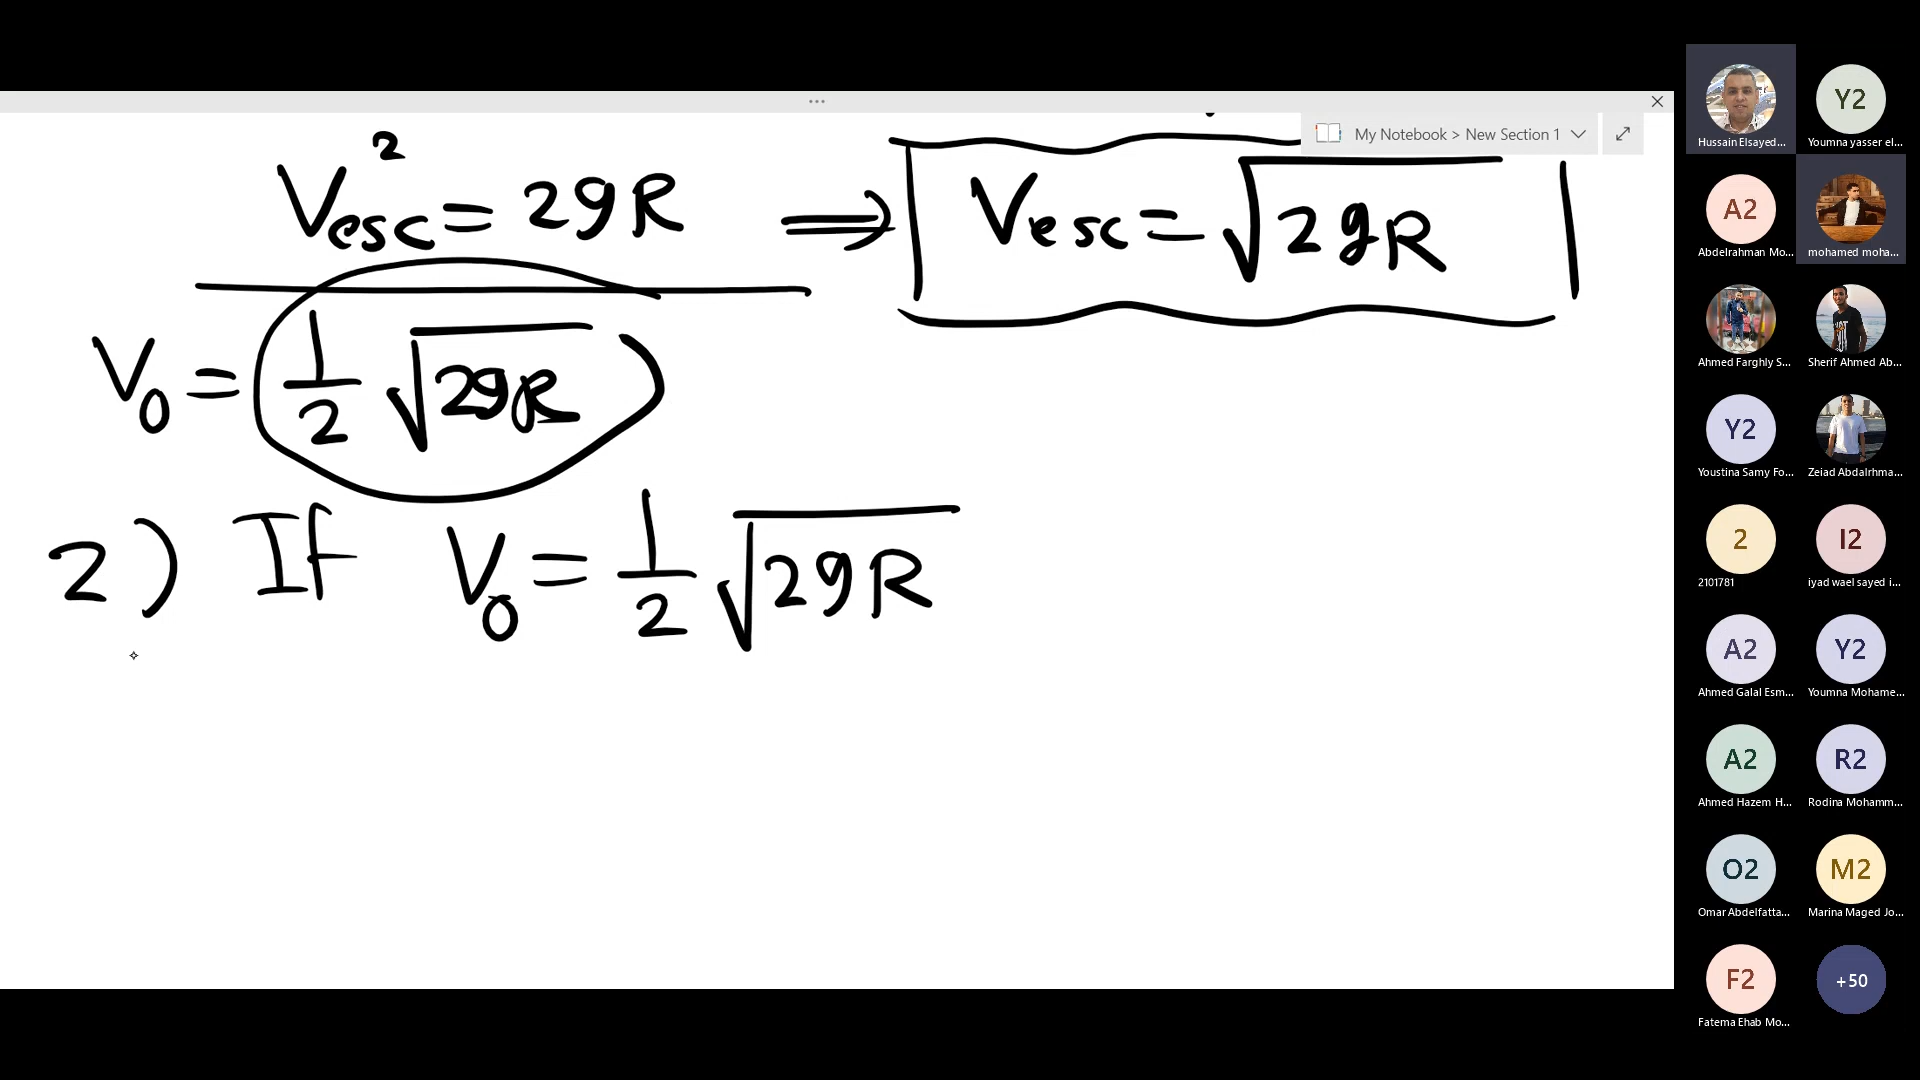 My Notebook > New Section 1
Vesc² = 2gR ⟹ Vesc = √2gR
V₀ = 1/2 √2gR
2) If V₀ = 1/2 √2gR
Hussain Elsayed...
Y2
Youmna yasser el...
A2
Abdelrahman Mo...
mohamed moha...
Ahmed Farghly S...
Sherif Ahmed Ab...
Y2
Youstina Samy Fo...
Zeiad Abdalrhma...
2
2101781
I2
iyad wael sayed i...
A2
Ahmed Galal Esm...
Y2
Youmna Mohame...
A2
Ahmed Hazem H...
R2
Rodina Mohamm...
O2
Omar Abdelfatta...
M2
Marina Maged Jo...
F2
Fatema Ehab Mo...
+50